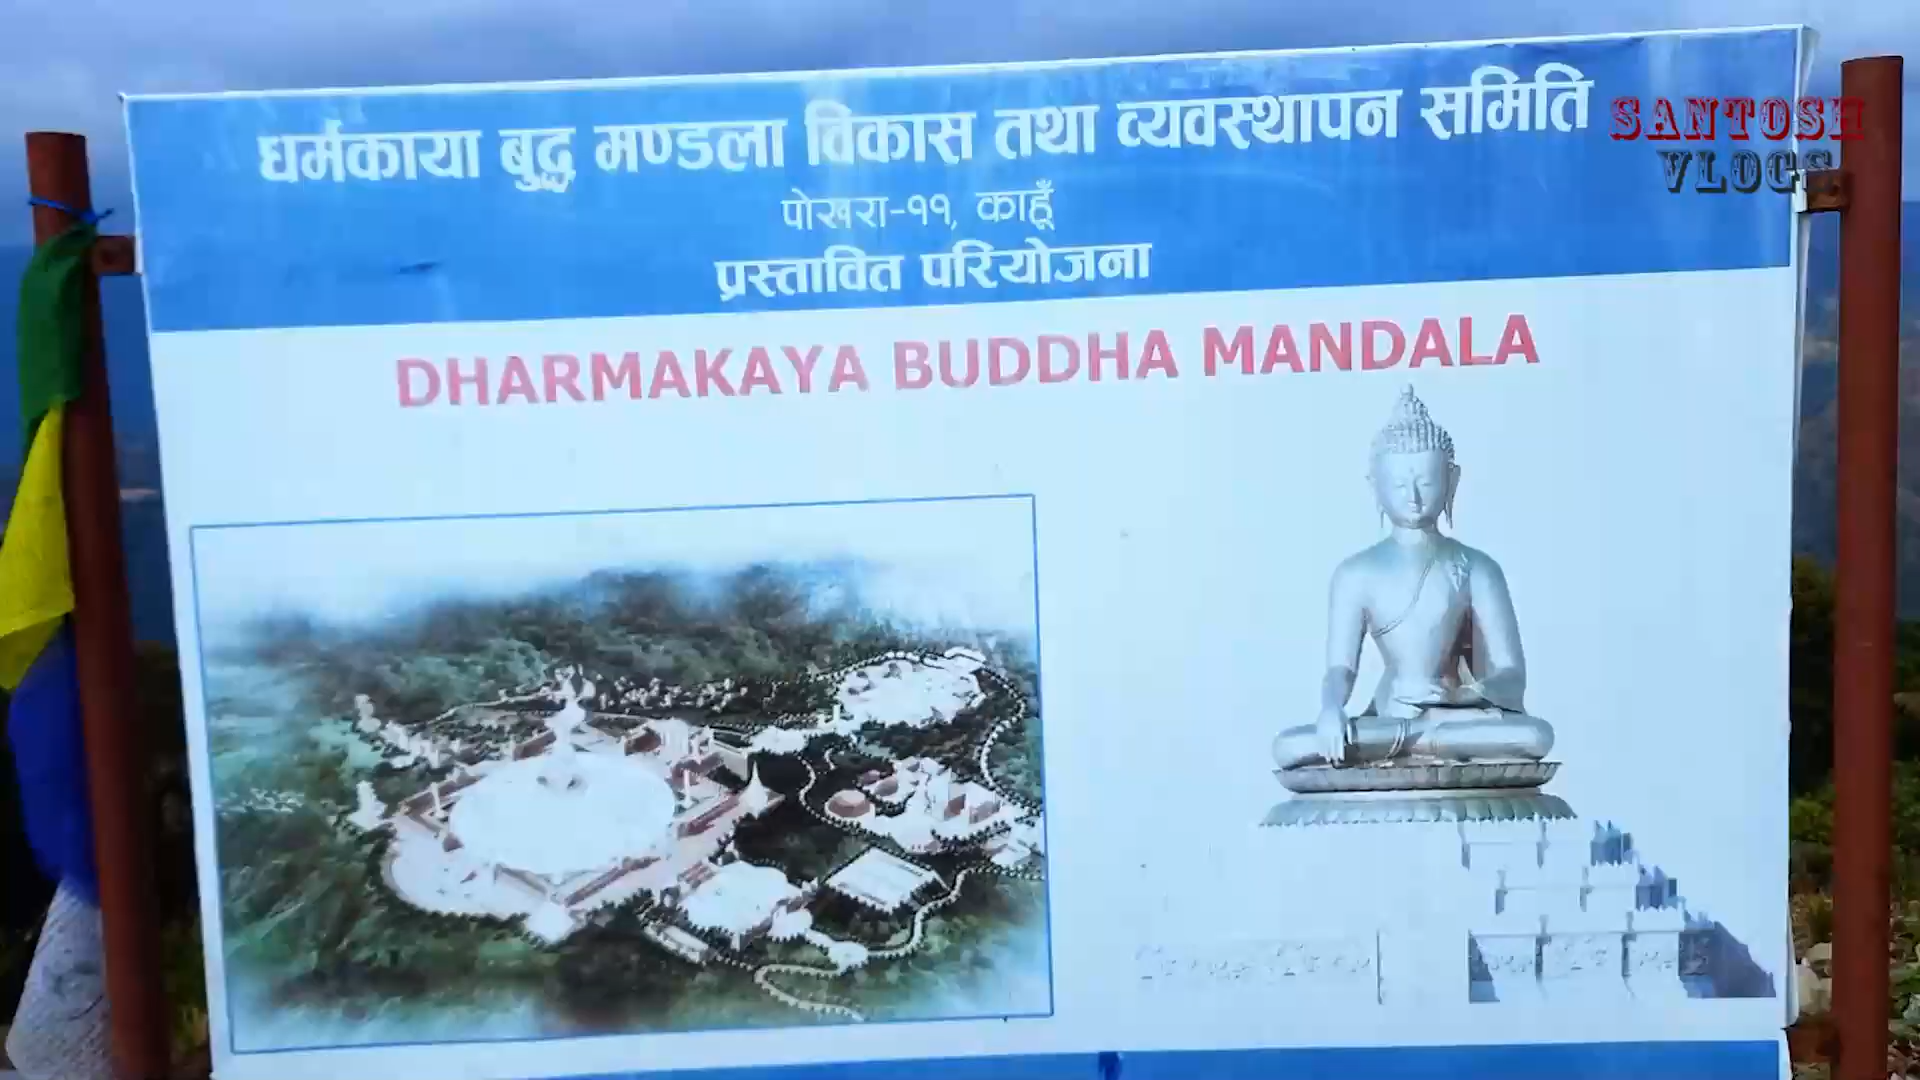 धर्मकाया बुद्ध मण्डला विकास तथा व्यवस्थापन समिति
पोखरा-११, काहूँ
प्रस्तावित परियोजना
DHARMAKAYA BUDDHA MANDALA
SANTOSH
VLOGS